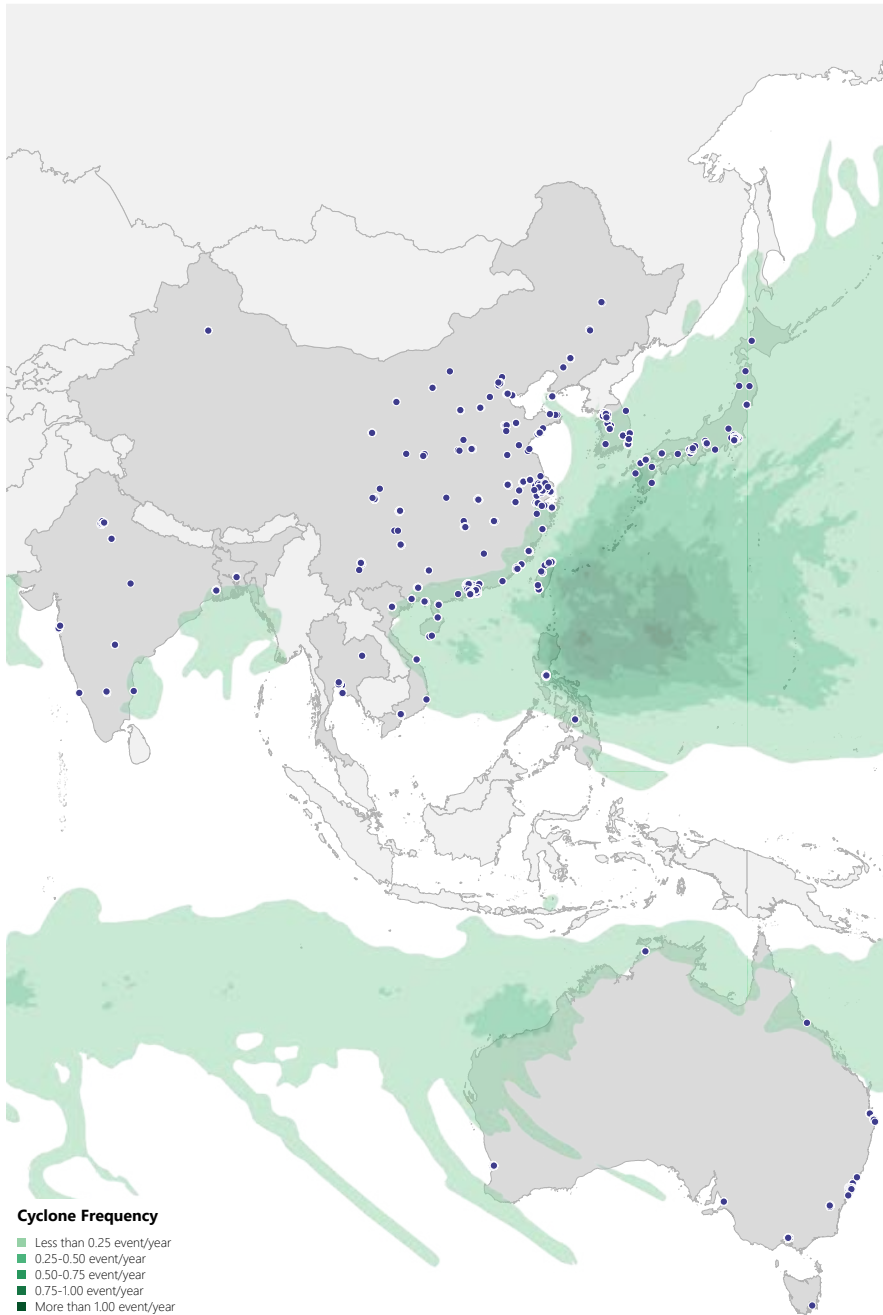 Cyclone Frequency
Less than 0.25 event/year
0.25-0.50 event/year
0.50-0.75 event/year
0.75-1.00 event/year
More than 1.00 event/year